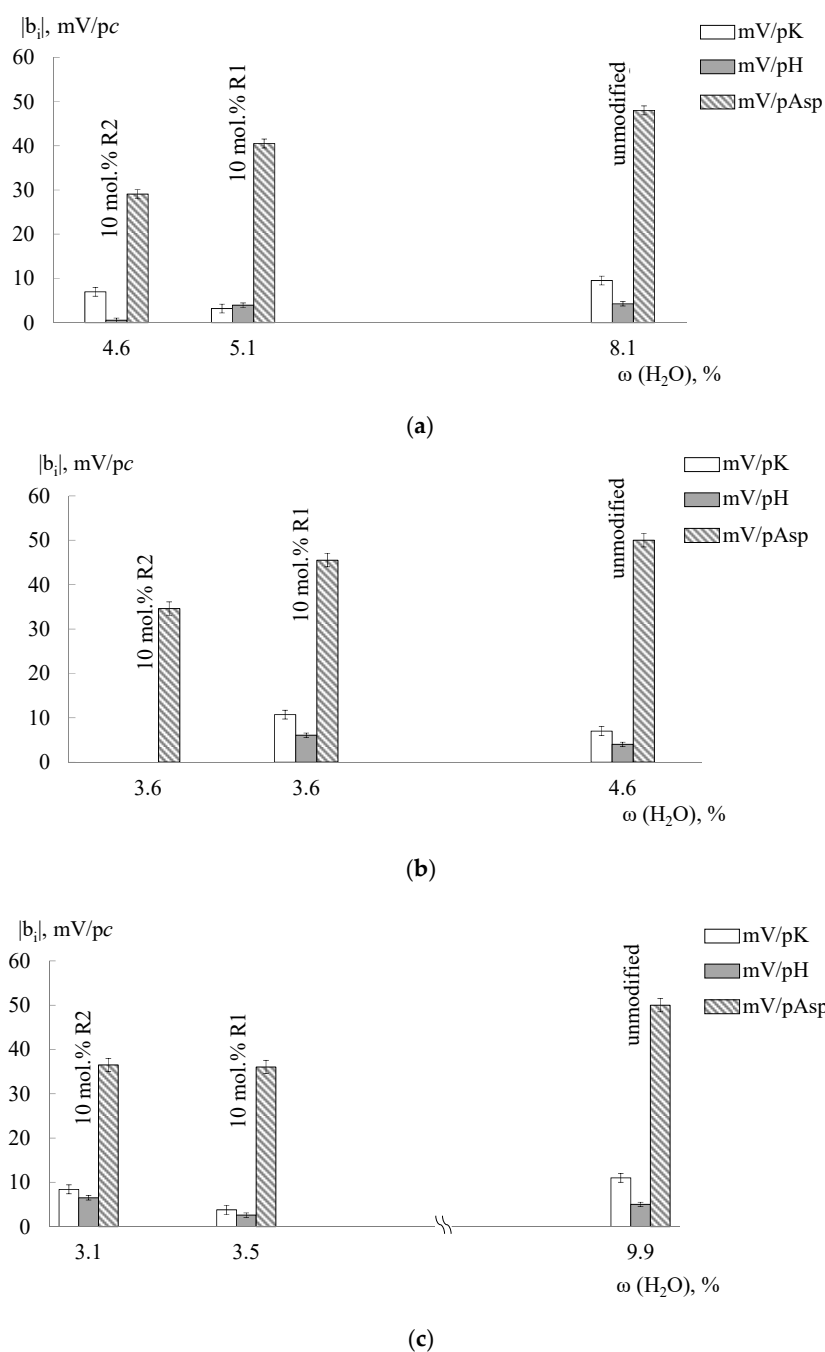 |bᵢ|, mV/pc
60
50
40
30
20
10
0
10 mol.% R2
10 mol.% R1
unmodified
4.6
5.1
8.1
ω (H₂O), %
mV/pK
mV/pH
mV/pAsp
(a)
|bᵢ|, mV/pc
60
50
40
30
20
10
0
10 mol.% R2
10 mol.% R1
unmodified
3.6
3.6
4.6
ω (H₂O), %
mV/pK
mV/pH
mV/pAsp
(b)
|bᵢ|, mV/pc
60
50
40
30
20
10
0
10 mol.% R2
10 mol.% R1
unmodified
3.1
3.5
9.9
ω (H₂O), %
mV/pK
mV/pH
mV/pAsp
(c)